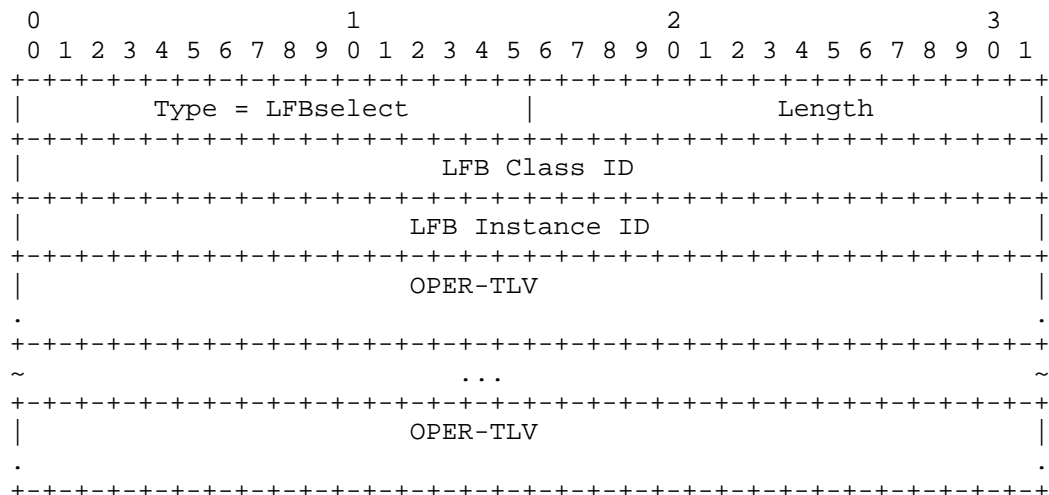 0                   1                   2                   3
 0 1 2 3 4 5 6 7 8 9 0 1 2 3 4 5 6 7 8 9 0 1 2 3 4 5 6 7 8 9 0 1
+-+-+-+-+-+-+-+-+-+-+-+-+-+-+-+-+-+-+-+-+-+-+-+-+-+-+-+-+-+-+-+-+
|        Type = LFBselect       |               Length          |
+-+-+-+-+-+-+-+-+-+-+-+-+-+-+-+-+-+-+-+-+-+-+-+-+-+-+-+-+-+-+-+-+
|                          LFB Class ID                         |
+-+-+-+-+-+-+-+-+-+-+-+-+-+-+-+-+-+-+-+-+-+-+-+-+-+-+-+-+-+-+-+-+
|                        LFB Instance ID                        |
+-+-+-+-+-+-+-+-+-+-+-+-+-+-+-+-+-+-+-+-+-+-+-+-+-+-+-+-+-+-+-+-+
|                        OPER-TLV                               |
.                                                               .
+-+-+-+-+-+-+-+-+-+-+-+-+-+-+-+-+-+-+-+-+-+-+-+-+-+-+-+-+-+-+-+-+
~                           ...                                 ~
+-+-+-+-+-+-+-+-+-+-+-+-+-+-+-+-+-+-+-+-+-+-+-+-+-+-+-+-+-+-+-+-+
|                        OPER-TLV                               |
.                                                               .
+-+-+-+-+-+-+-+-+-+-+-+-+-+-+-+-+-+-+-+-+-+-+-+-+-+-+-+-+-+-+-+-+